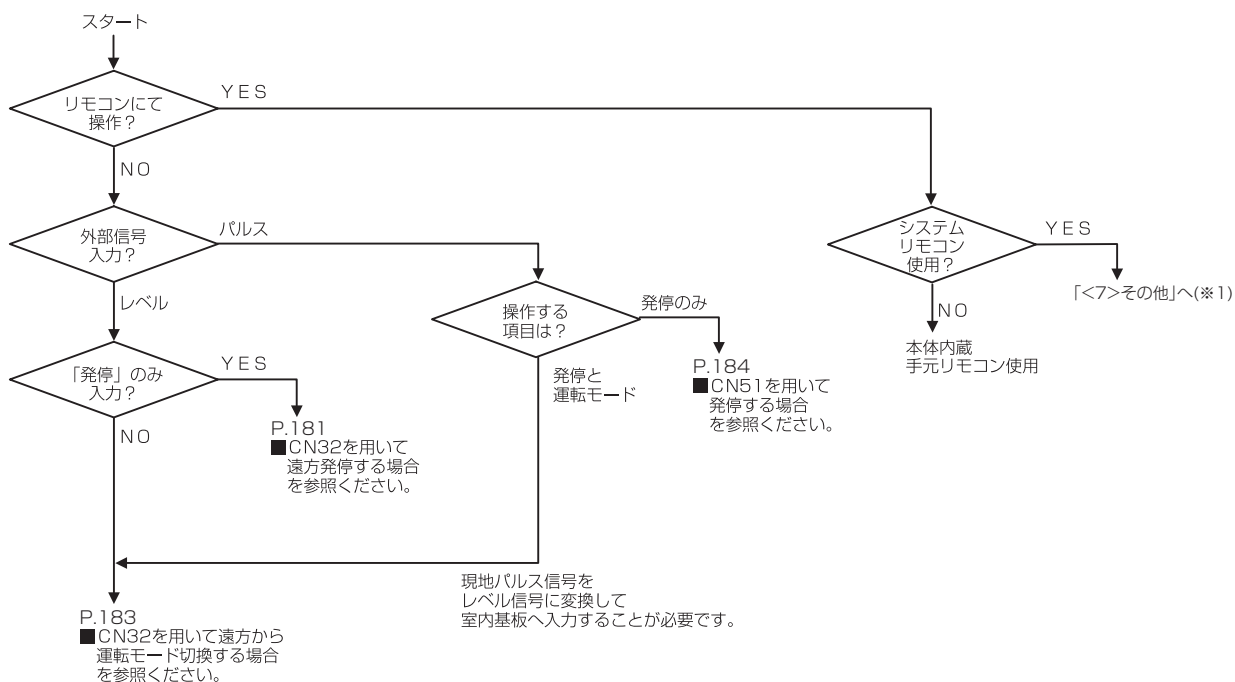 スタート
リモコンにて
操作？
ＹＥＳ
ＮＯ
外部信号
入力？
パルス
レベル
システム
リモコン
使用？
ＹＥＳ
「<7>その他」へ(※1)
ＮＯ
本体内蔵
手元リモコン使用
操作する
項目は？
発停のみ
P.184
■CN51を用いて
発停する場合
を参照ください。
発停と
運転モード
「発停」のみ
入力？
ＹＥＳ
P.181
■CN32を用いて
遠方発停する場合
を参照ください。
ＮＯ
現地パルス信号を
レベル信号に変換して
室内基板へ入力することが必要です。
P.183
■CN32を用いて遠方から
運転モード切換する場合
を参照ください。